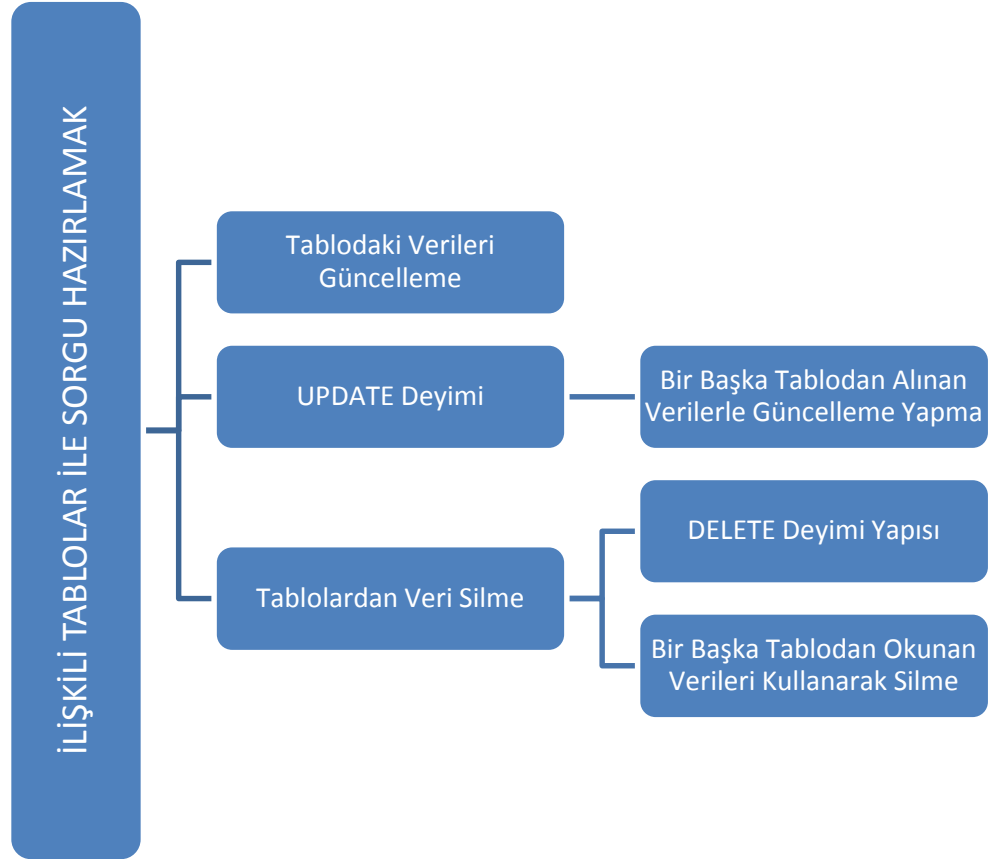 İLİŞKİLİ TABLOLAR İLE SORGU HAZIRLAMAK
Tablodaki Verileri
Güncelleme
UPDATE Deyimi
Bir Başka Tablodan Alınan
Verilerle Güncelleme Yapma
Tablolardan Veri Silme
DELETE Deyimi Yapısı
Bir Başka Tablodan Okunan
Verileri Kullanarak Silme